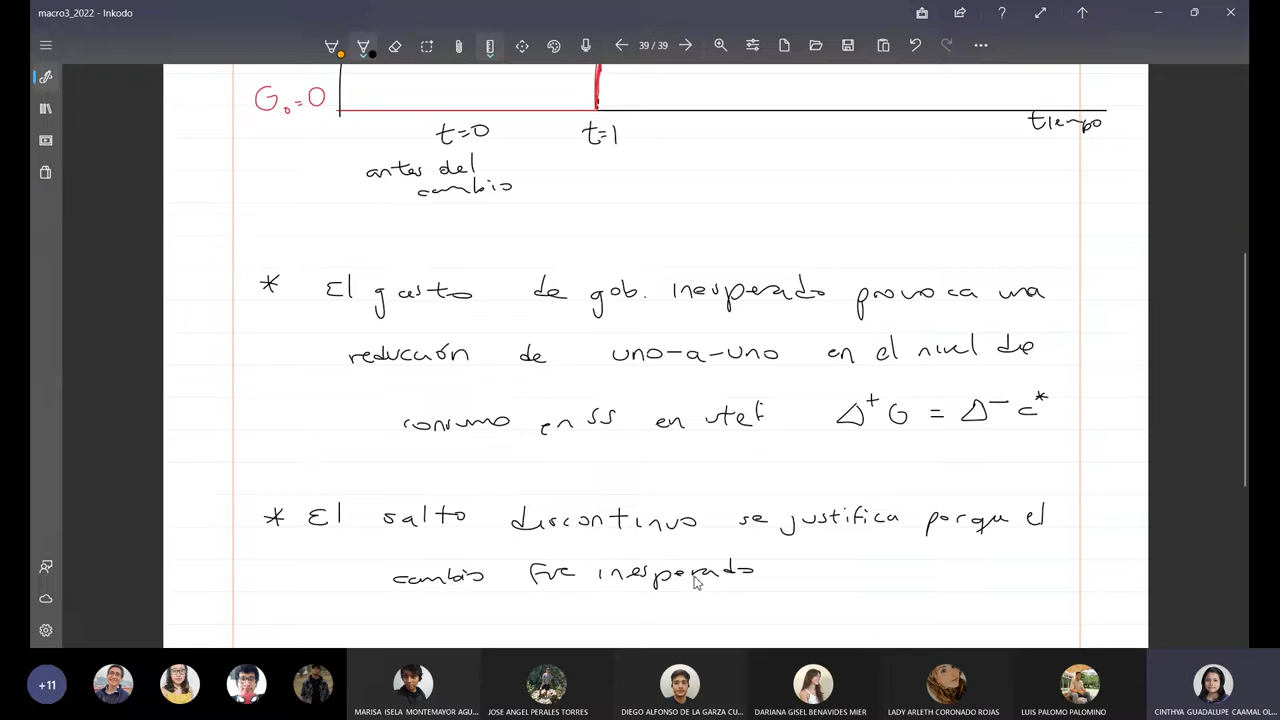 macro3_2022 - Inkodo
39 / 39
G₀=0
t=0
t=1
tiempo
antes del
cambio
* El gasto de gob. inesperado provoca una
reducción de uno-a-uno en el nivel de
consumo en SS en Δ⁺ G = Δ⁻ c*
* El salto discontinuo se justifica porque el
cambio fue inesperado
+11
MARISA ISELA MONTEMAYOR AGU...
JOSE ANGEL PERALES TORRES
DIEGO ALFONSO DE LA GARZA CU...
DARIANA GISEL BENAVIDES MIER
LADY ARLETH CORONADO ROJAS
LUIS PALOMO PALOMINO
CINTHYA GUADALUPE CAAMAL OL...